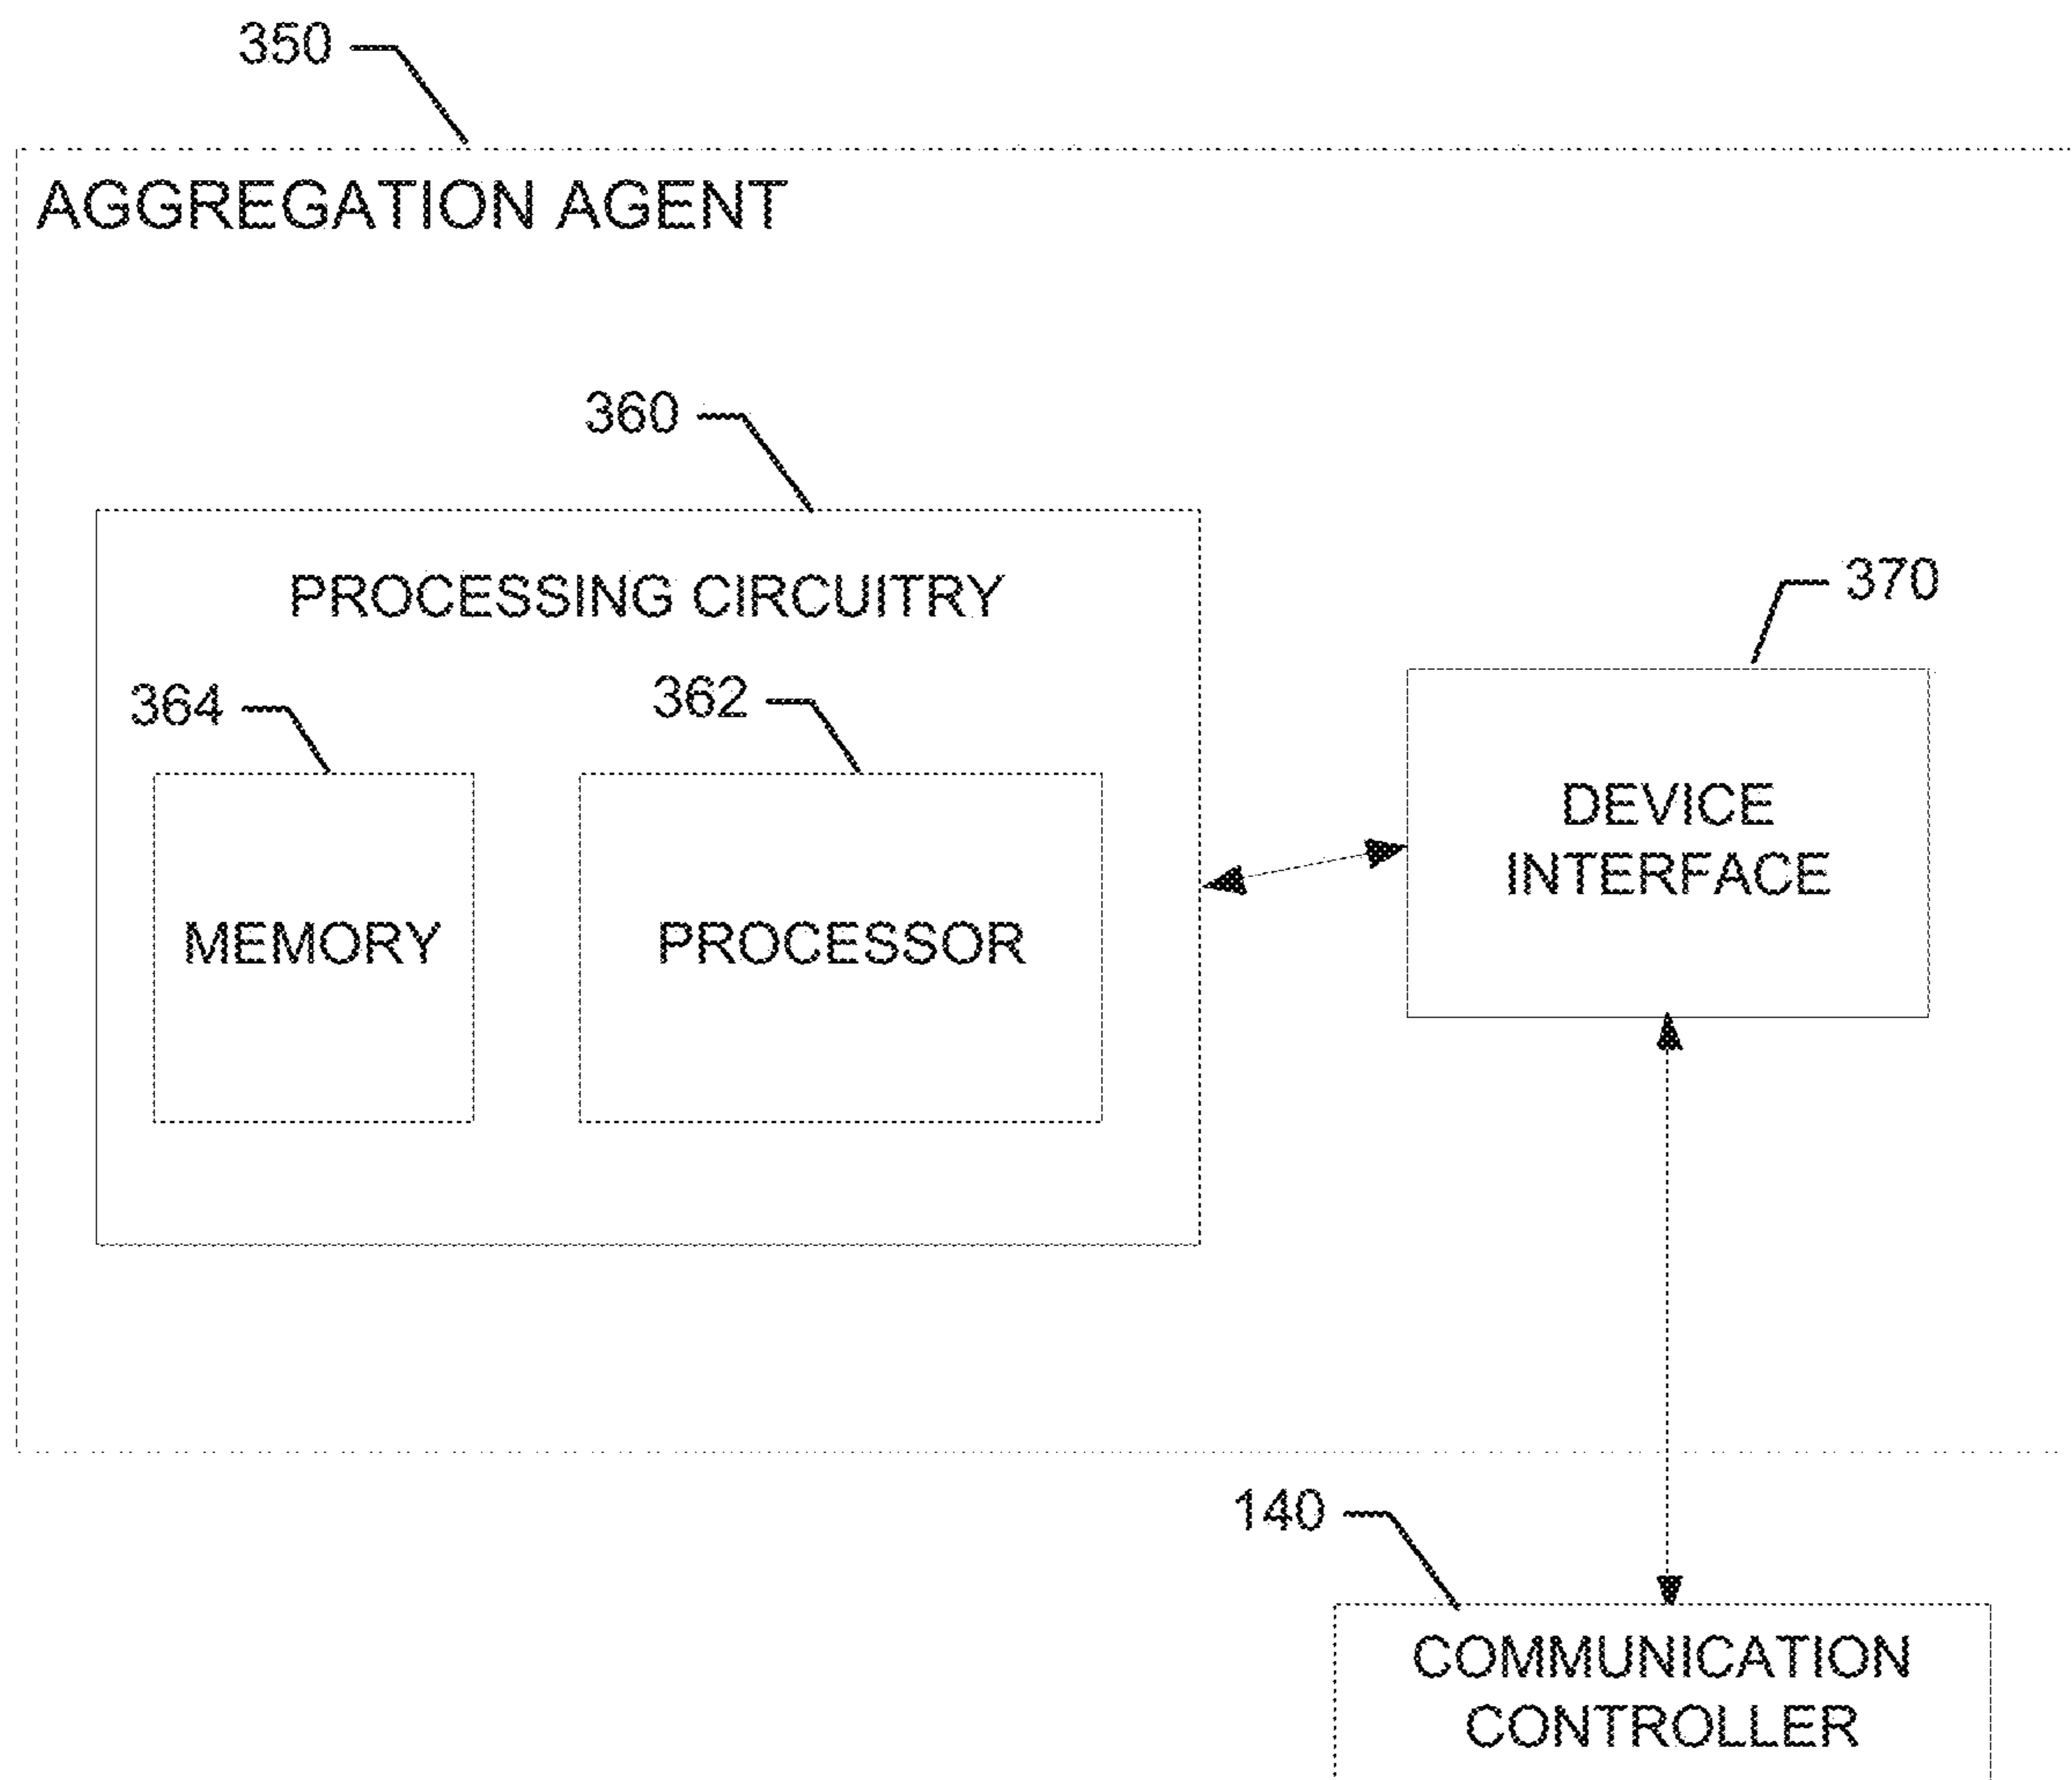 350
AGGREGATION AGENT
360
PROCESSING CIRCUITRY
370
364
362
DEVICE
INTERFACE
MEMORY
PROCESSOR
140
COMMUNICATION
CONTROLLER